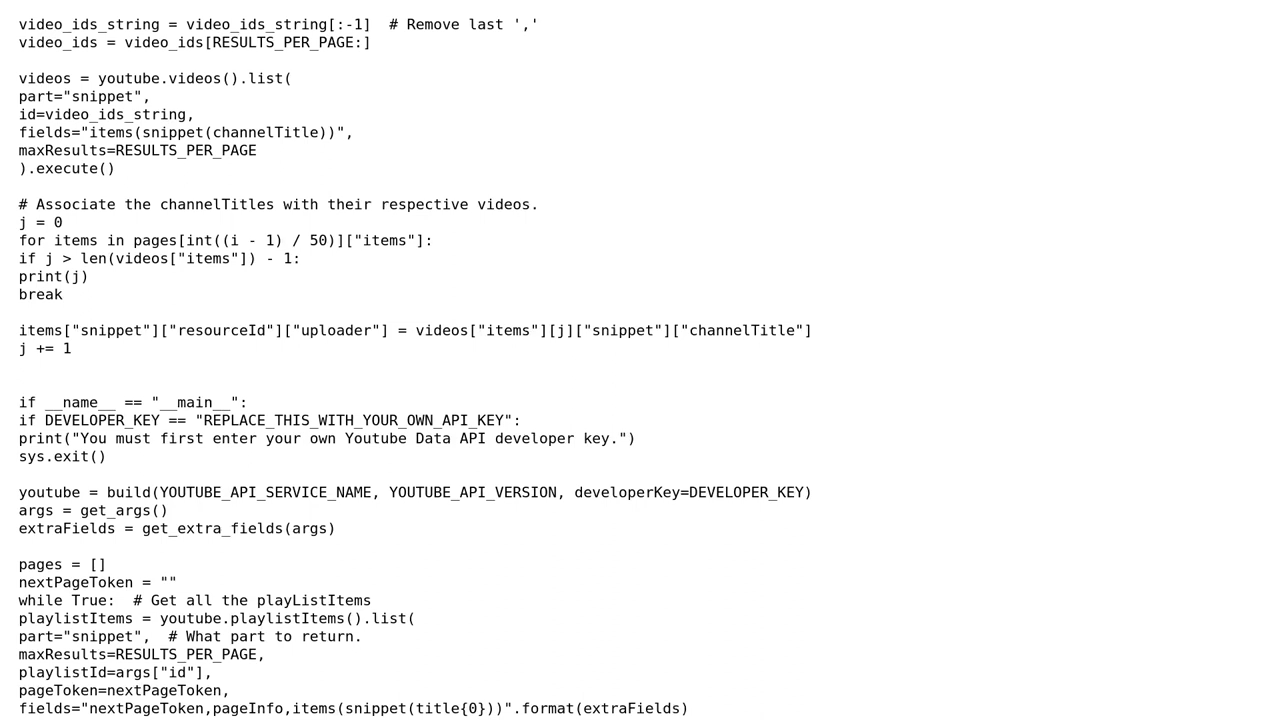 video_ids_string = video_ids_string[:-1]  # Remove last ','
video_ids = video_ids[RESULTS_PER_PAGE:]

videos = youtube.videos().list(
part="snippet",
id=video_ids_string,
fields="items(snippet(channelTitle))",
maxResults=RESULTS_PER_PAGE
).execute()

# Associate the channelTitles with their respective videos.
j = 0
for items in pages[int((i - 1) / 50)]["items"]:
if j > len(videos["items"]) - 1:
print(j)
break

items["snippet"]["resourceId"]["uploader"] = videos["items"][j]["snippet"]["channelTitle"]
j += 1


if __name__ == "__main__":
if DEVELOPER_KEY == "REPLACE_THIS_WITH_YOUR_OWN_API_KEY":
print("You must first enter your own Youtube Data API developer key.")
sys.exit()

youtube = build(YOUTUBE_API_SERVICE_NAME, YOUTUBE_API_VERSION, developerKey=DEVELOPER_KEY)
args = get_args()
extraFields = get_extra_fields(args)

pages = []
nextPageToken = ""
while True:  # Get all the playListItems
playlistItems = youtube.playlistItems().list(
part="snippet",  # What part to return.
maxResults=RESULTS_PER_PAGE,
playlistId=args["id"],
pageToken=nextPageToken,
fields="nextPageToken,pageInfo,items(snippet(title{0}))".format(extraFields)